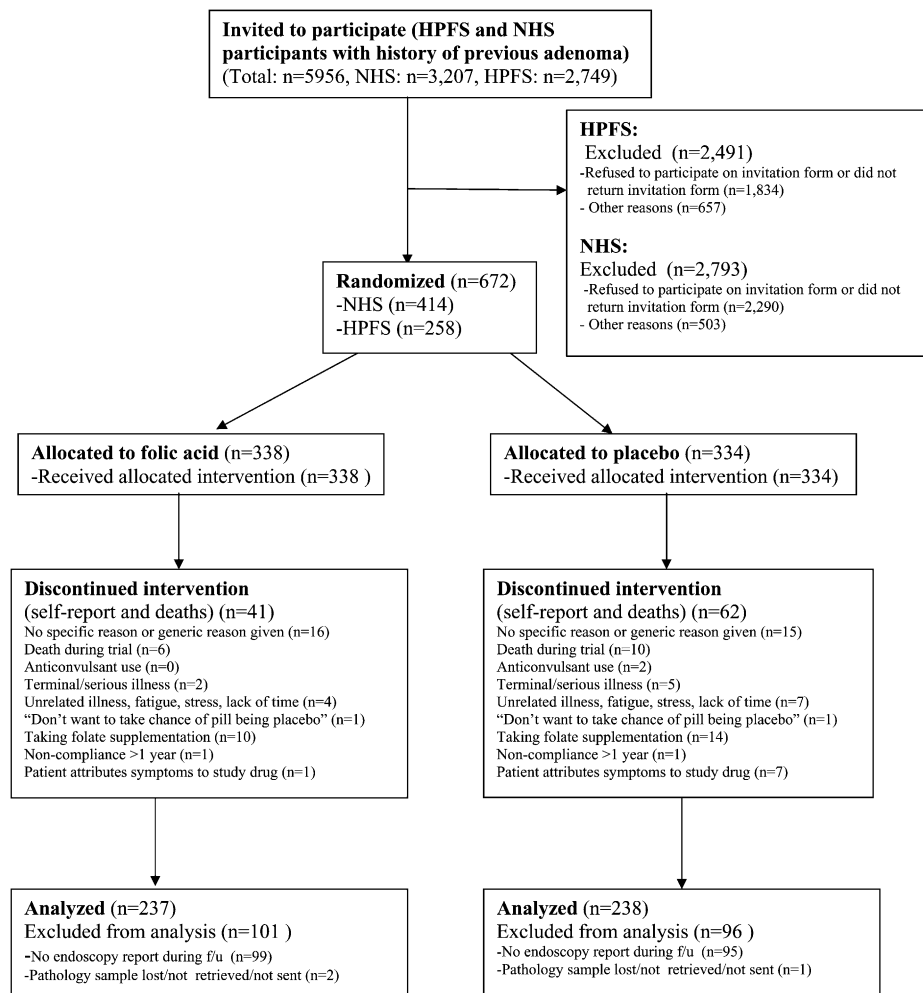 Invited to participate (HPFS and NHS
participants with history of previous adenoma)
(Total: n=5956, NHS: n=3,207, HPFS: n=2,749)
HPFS:
Excluded (n=2,491)
-Refused to participate on invitation form or did not
return invitation form (n=1,834)
- Other reasons (n=657)
NHS:
Excluded (n=2,793)
-Refused to participate on invitation form or did not
return invitation form (n=2,290)
- Other reasons (n=503)
Randomized (n=672)
-NHS (n=414)
-HPFS (n=258)
Allocated to folic acid (n=338)
-Received allocated intervention (n=338 )
Allocated to placebo (n=334)
-Received allocated intervention (n=334)
Discontinued intervention
(self-report and deaths) (n=41)
No specific reason or generic reason given (n=16)
Death during trial (n=6)
Anticonvulsant use (n=0)
Terminal/serious illness (n=2)
Unrelated illness, fatigue, stress, lack of time (n=4)
“Don’t want to take chance of pill being placebo” (n=1)
Taking folate supplementation (n=10)
Non-compliance >1 year (n=1)
Patient attributes symptoms to study drug (n=1)
Discontinued intervention
(self-report and deaths) (n=62)
No specific reason or generic reason given (n=15)
Death during trial (n=10)
Anticonvulsant use (n=2)
Terminal/serious illness (n=5)
Unrelated illness, fatigue, stress, lack of time (n=7)
“Don’t want to take chance of pill being placebo” (n=1)
Taking folate supplementation (n=14)
Non-compliance >1 year (n=1)
Patient attributes symptoms to study drug (n=7)
Analyzed (n=237)
Excluded from analysis (n=101 )
-No endoscopy report during f/u (n=99)
-Pathology sample lost/not retrieved/not sent (n=2)
Analyzed (n=238)
Excluded from analysis (n=96 )
-No endoscopy report during f/u (n=95)
-Pathology sample lost/not retrieved/not sent (n=1)